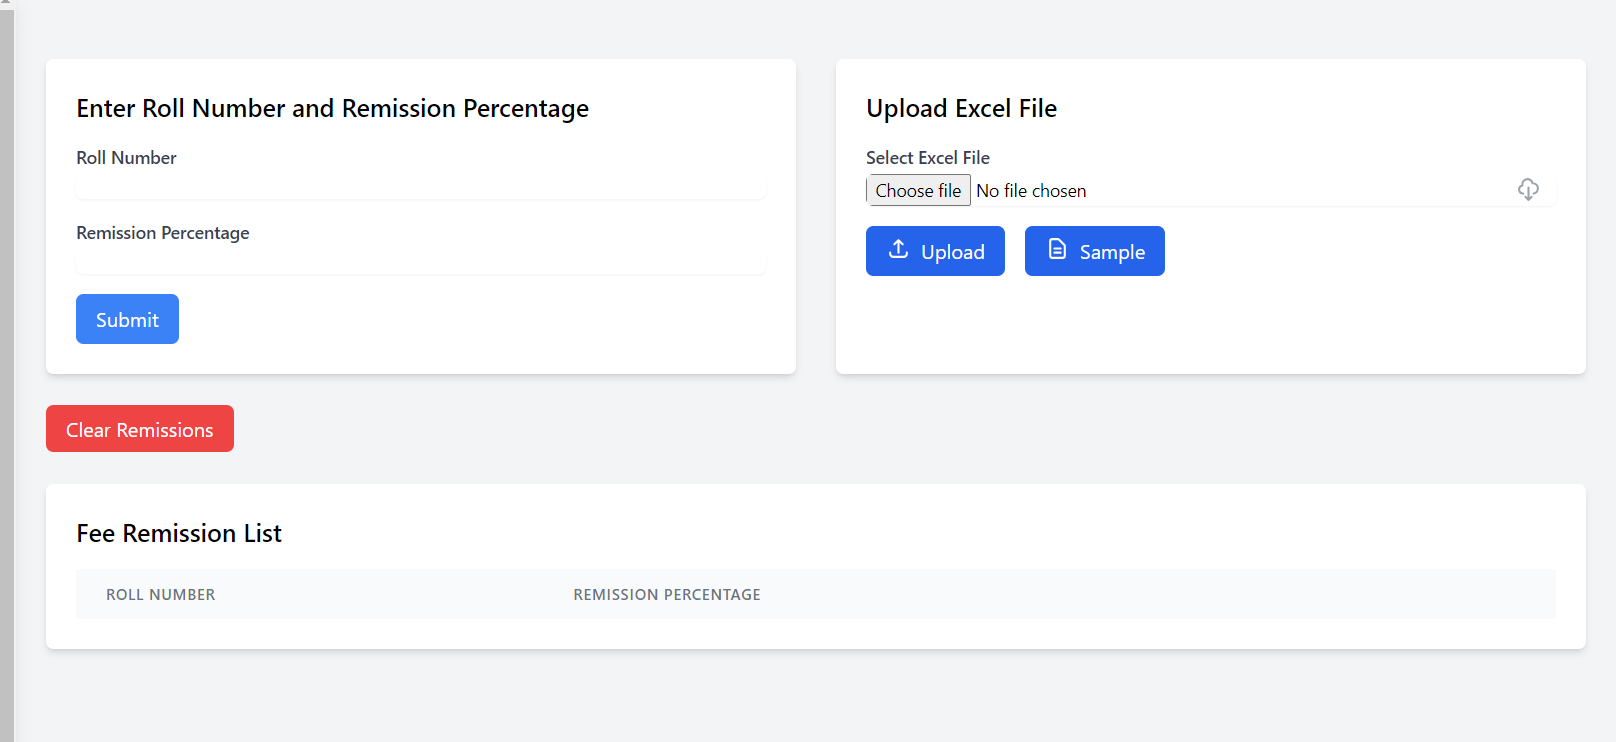 Enter Roll Number and Remission Percentage
Roll Number
Remission Percentage
Submit
Upload Excel File
Select Excel File
Choose file No file chosen
Upload Sample
Clear Remissions
Fee Remission List
ROLL NUMBER REMISSION PERCENTAGE